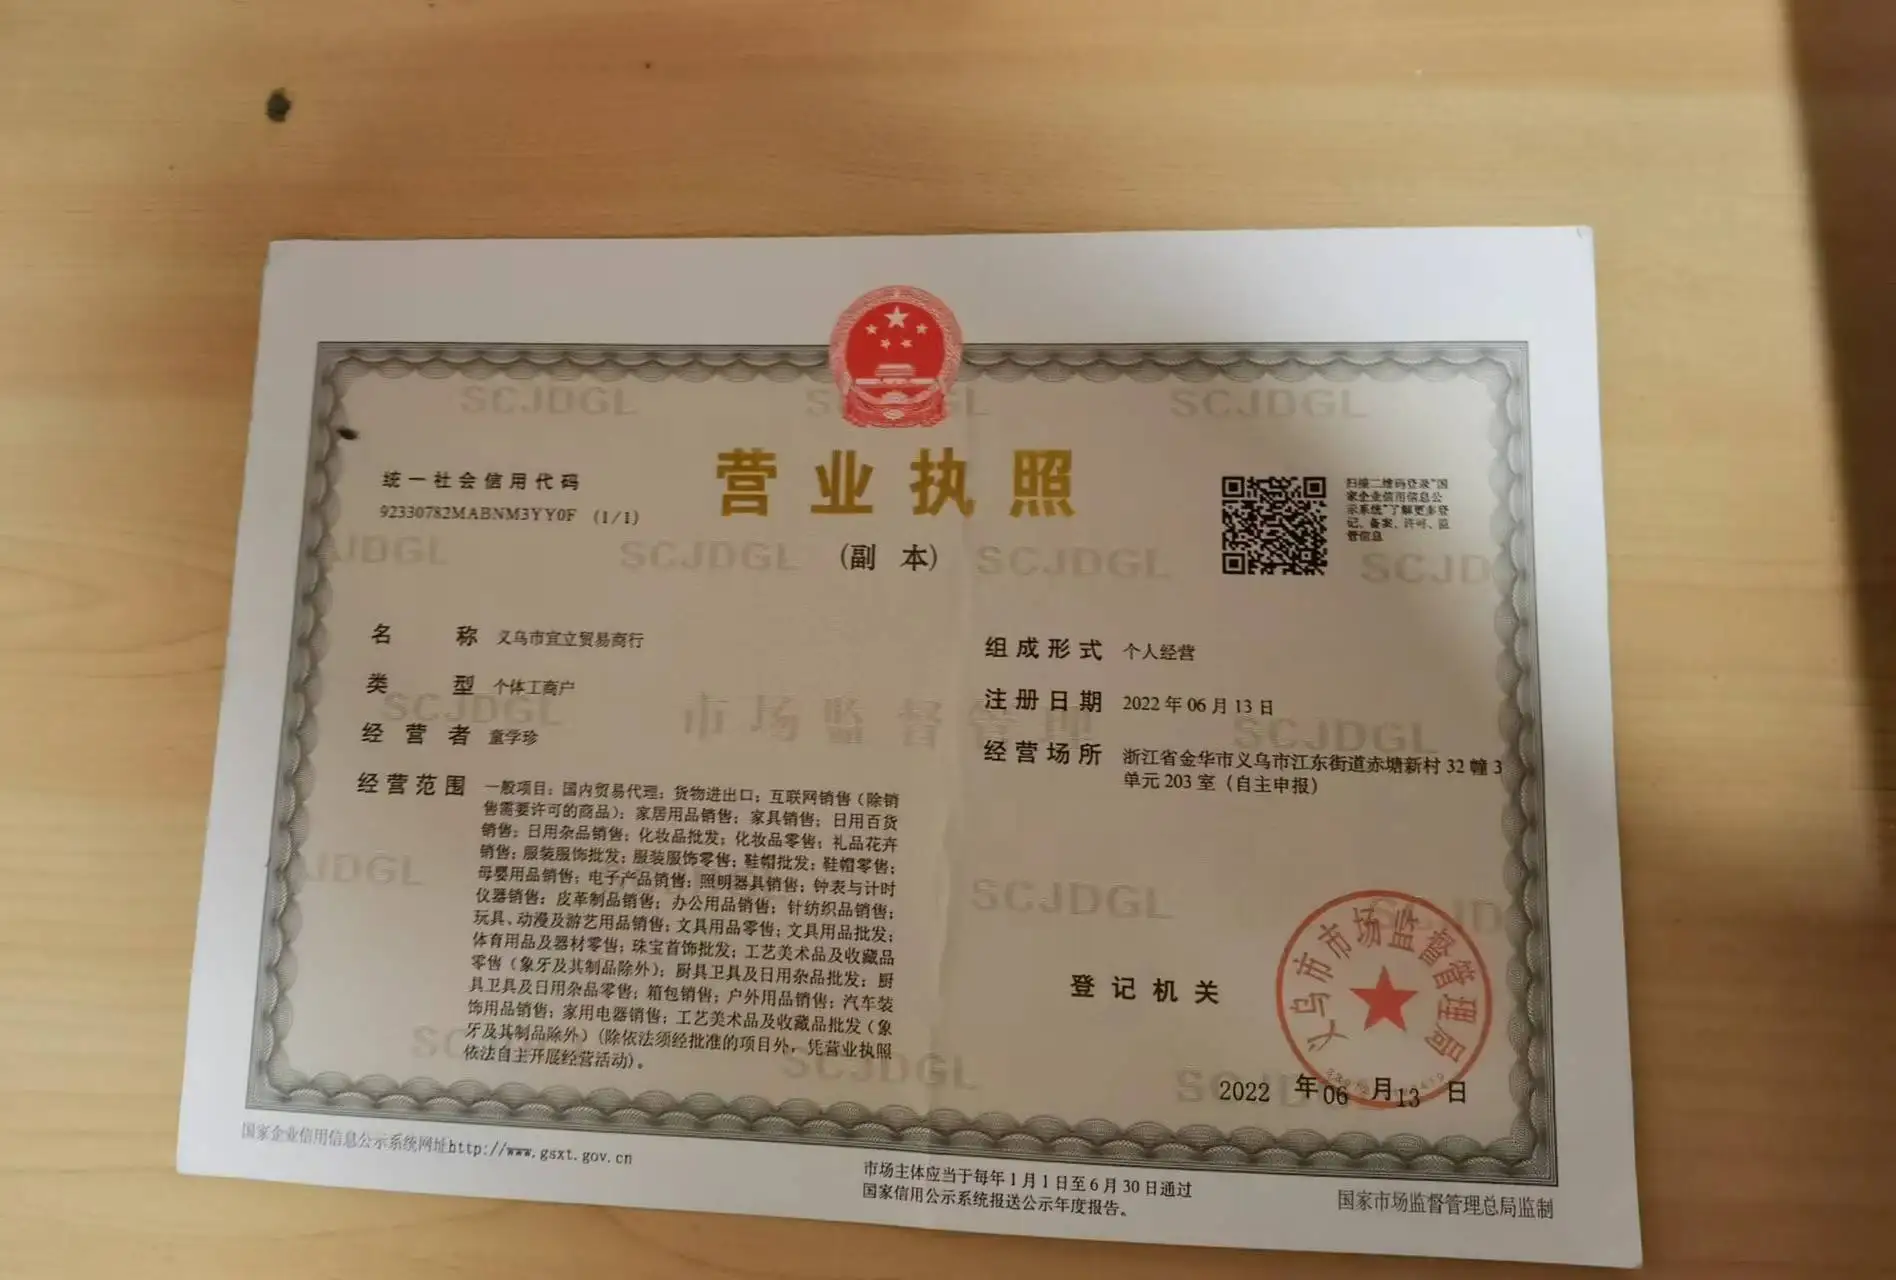 营业执照
(副 本)
统一社会信用代码
92330782MABNM3YY0F (1/1)
扫描二维码登录“国
家企业信用信息公
示系统”了解更多登
记、备案、许可、监
管信息
名 称 义乌市宜立贸易商行
类 型 个体工商户
经 营 者 童学珍
经营范围 一般项目：国内贸易代理；货物进出口；互联网销售（除销
售需要许可的商品）；家居用品销售；家具销售；日用百货
销售；日用杂品销售；化妆品批发；化妆品零售；礼品花卉
销售；服装服饰批发；服装服饰零售；鞋帽批发；鞋帽零售；
母婴用品销售；电子产品销售；照明器具销售；钟表与计时
仪器销售；皮革制品销售；办公用品销售；针纺织品销售；
玩具、动漫及游艺用品销售；文具用品零售；文具用品批发；
体育用品及器材零售；珠宝首饰批发；工艺美术品及收藏品
零售（象牙及其制品除外）；厨具卫具及日用杂品批发；厨
具卫具及日用杂品零售；箱包销售；户外用品销售；汽车装
饰用品销售；家用电器销售；工艺美术品及收藏品批发（象
牙及其制品除外）(除依法须经批准的项目外，凭营业执照
依法自主开展经营活动)。
组成形式 个人经营
注册日期 2022 年 06 月 13 日
经营场所 浙江省金华市义乌市江东街道赤塘新村 32 幢 3
单元 203 室（自主申报）
市场监督管理
SCJDGL
登记机关
义乌市市场监督管理局
2022 年 06 月 13 日
国家企业信用信息公示系统网址http://www.gsxt.gov.cn
市场主体应当于每年 1 月 1 日至 6 月 30 日通过
国家信用公示系统报送公示年度报告。
国家市场监督管理总局监制